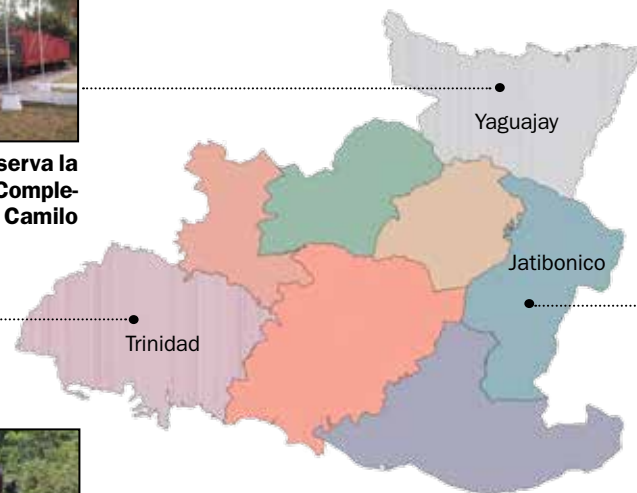 Yaguajay
serva la
Comple-
Camilo
Jatibonico
Trinidad